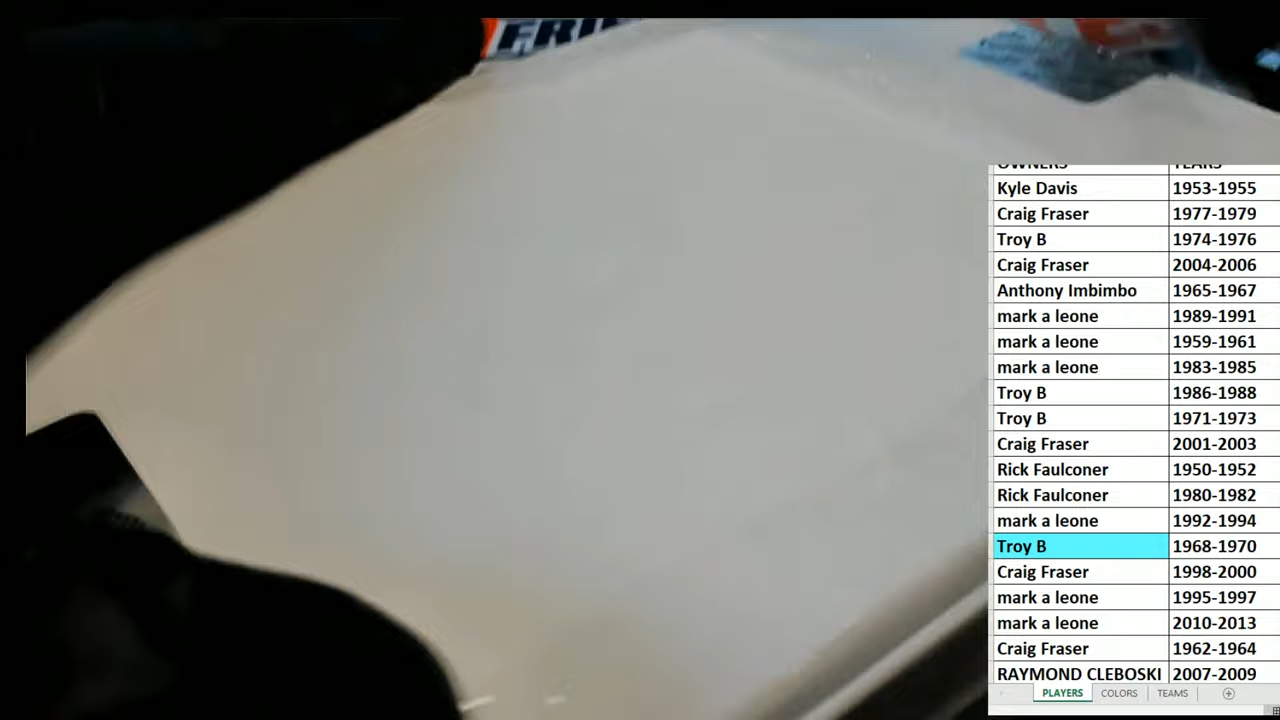 FRI
OWNERS YEARS
Kyle Davis 1953-1955
Craig Fraser 1977-1979
Troy B 1974-1976
Craig Fraser 2004-2006
Anthony Imbimbo 1965-1967
mark a leone 1989-1991
mark a leone 1959-1961
mark a leone 1983-1985
Troy B 1986-1988
Troy B 1971-1973
Craig Fraser 2001-2003
Rick Faulconer 1950-1952
Rick Faulconer 1980-1982
mark a leone 1992-1994
Troy B 1968-1970
Craig Fraser 1998-2000
mark a leone 1995-1997
mark a leone 2010-2013
Craig Fraser 1962-1964
RAYMOND CLEBOSKI 2007-2009
PLAYERS COLORS TEAMS